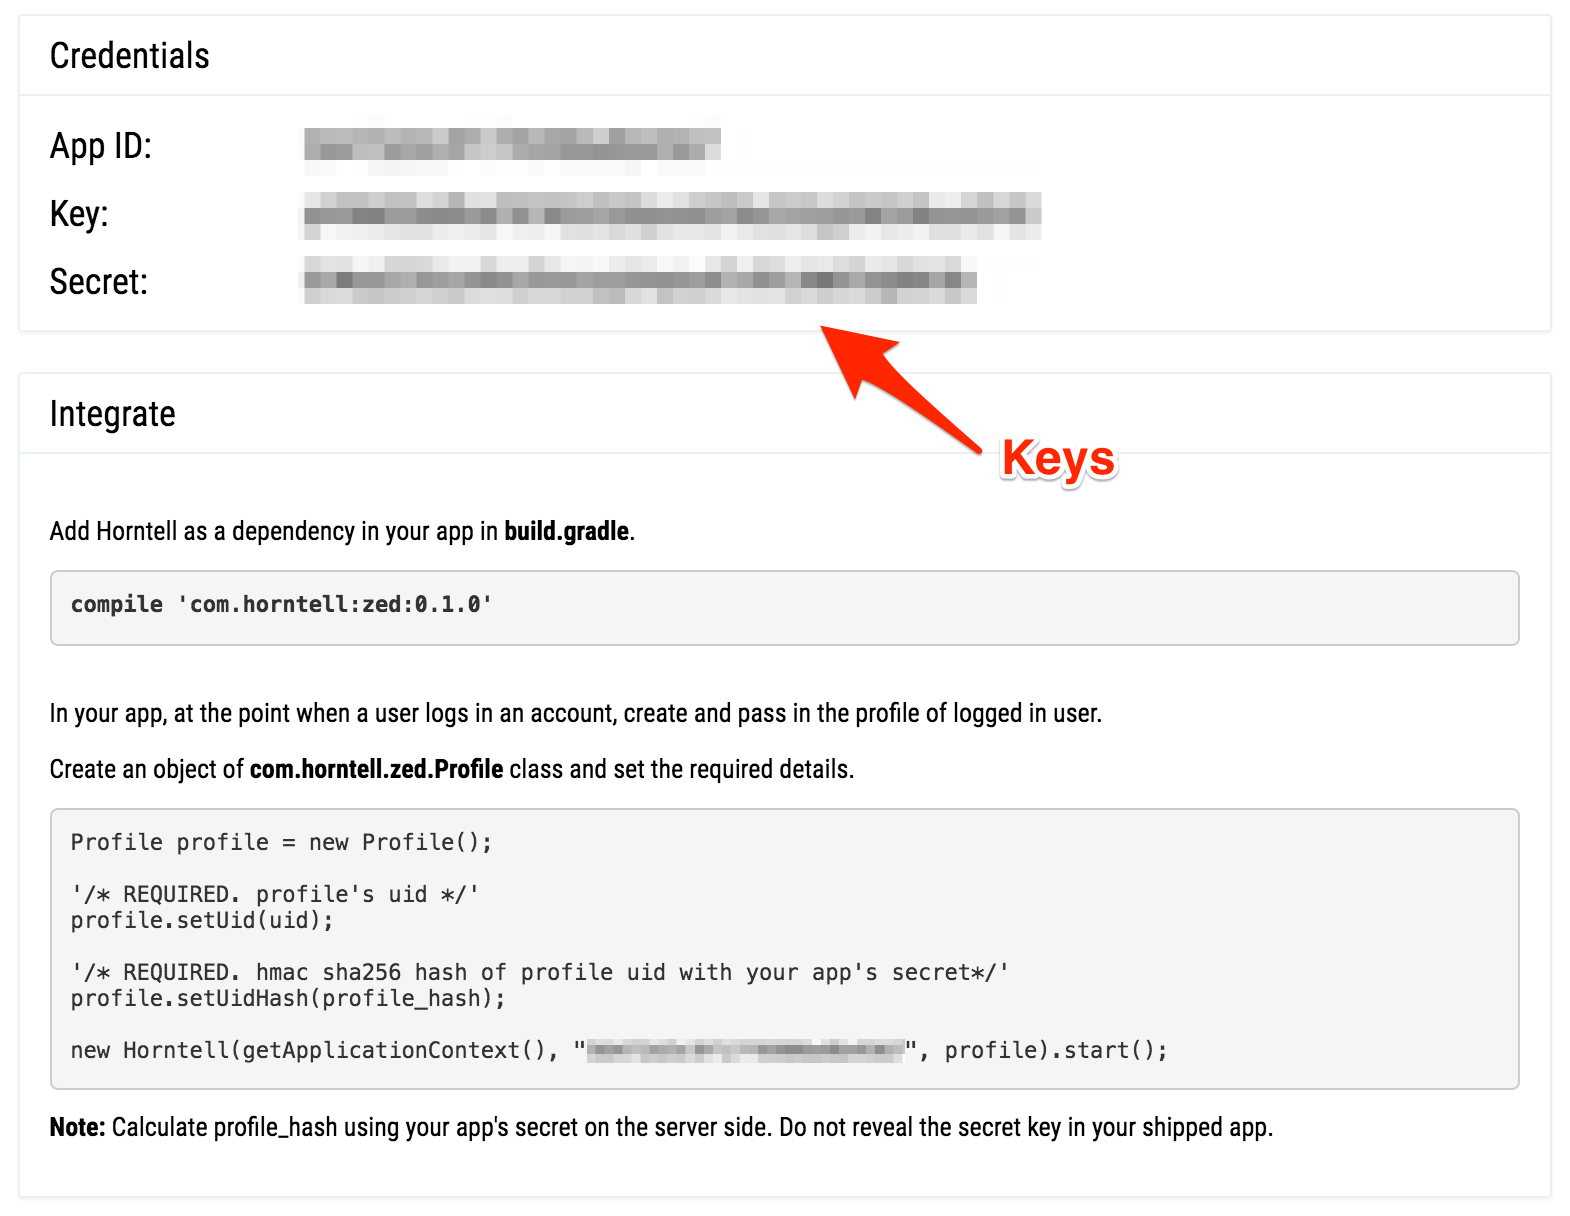 Credentials
App ID:
Key:
Secret:
Keys
Integrate
Add Horntell as a dependency in your app in build.gradle.
compile 'com.horntell:zed:0.1.0'
In your app, at the point when a user logs in an account, create and pass in the profile of logged in user.
Create an object of com.horntell.zed.Profile class and set the required details.
Profile profile = new Profile();
'/* REQUIRED. profile's uid */'
profile.setUid(uid);
'/* REQUIRED. hmac sha256 hash of profile uid with your app's secret*/'
profile.setUidHash(profile_hash);
new Horntell(getApplicationContext(), "", profile).start();
Note: Calculate profile_hash using your app's secret on the server side. Do not reveal the secret key in your shipped app.